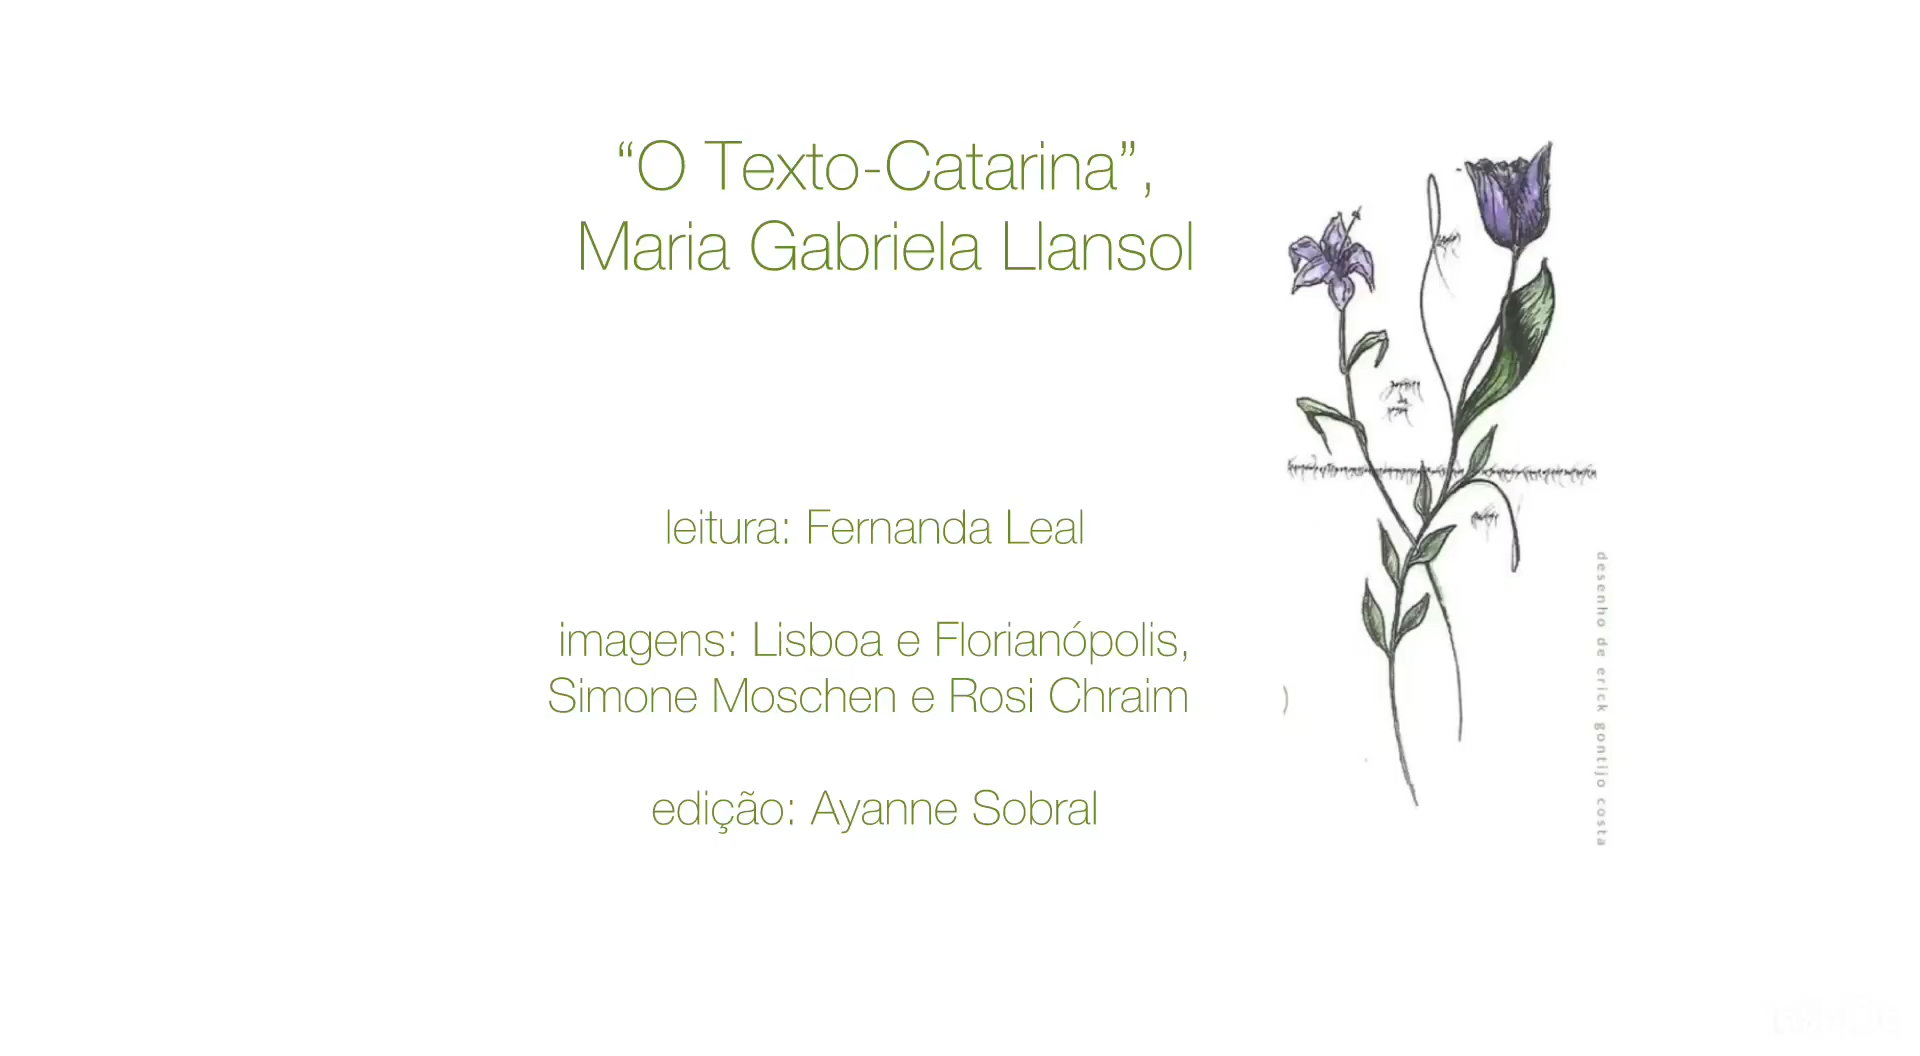 “O Texto-Catarina”,
Maria Gabriela Llansol
leitura: Fernanda Leal
imagens: Lisboa e Florianópolis,
Simone Moschen e Rosi Chraim
edição: Ayanne Sobral
desenho de erick gontijo costa